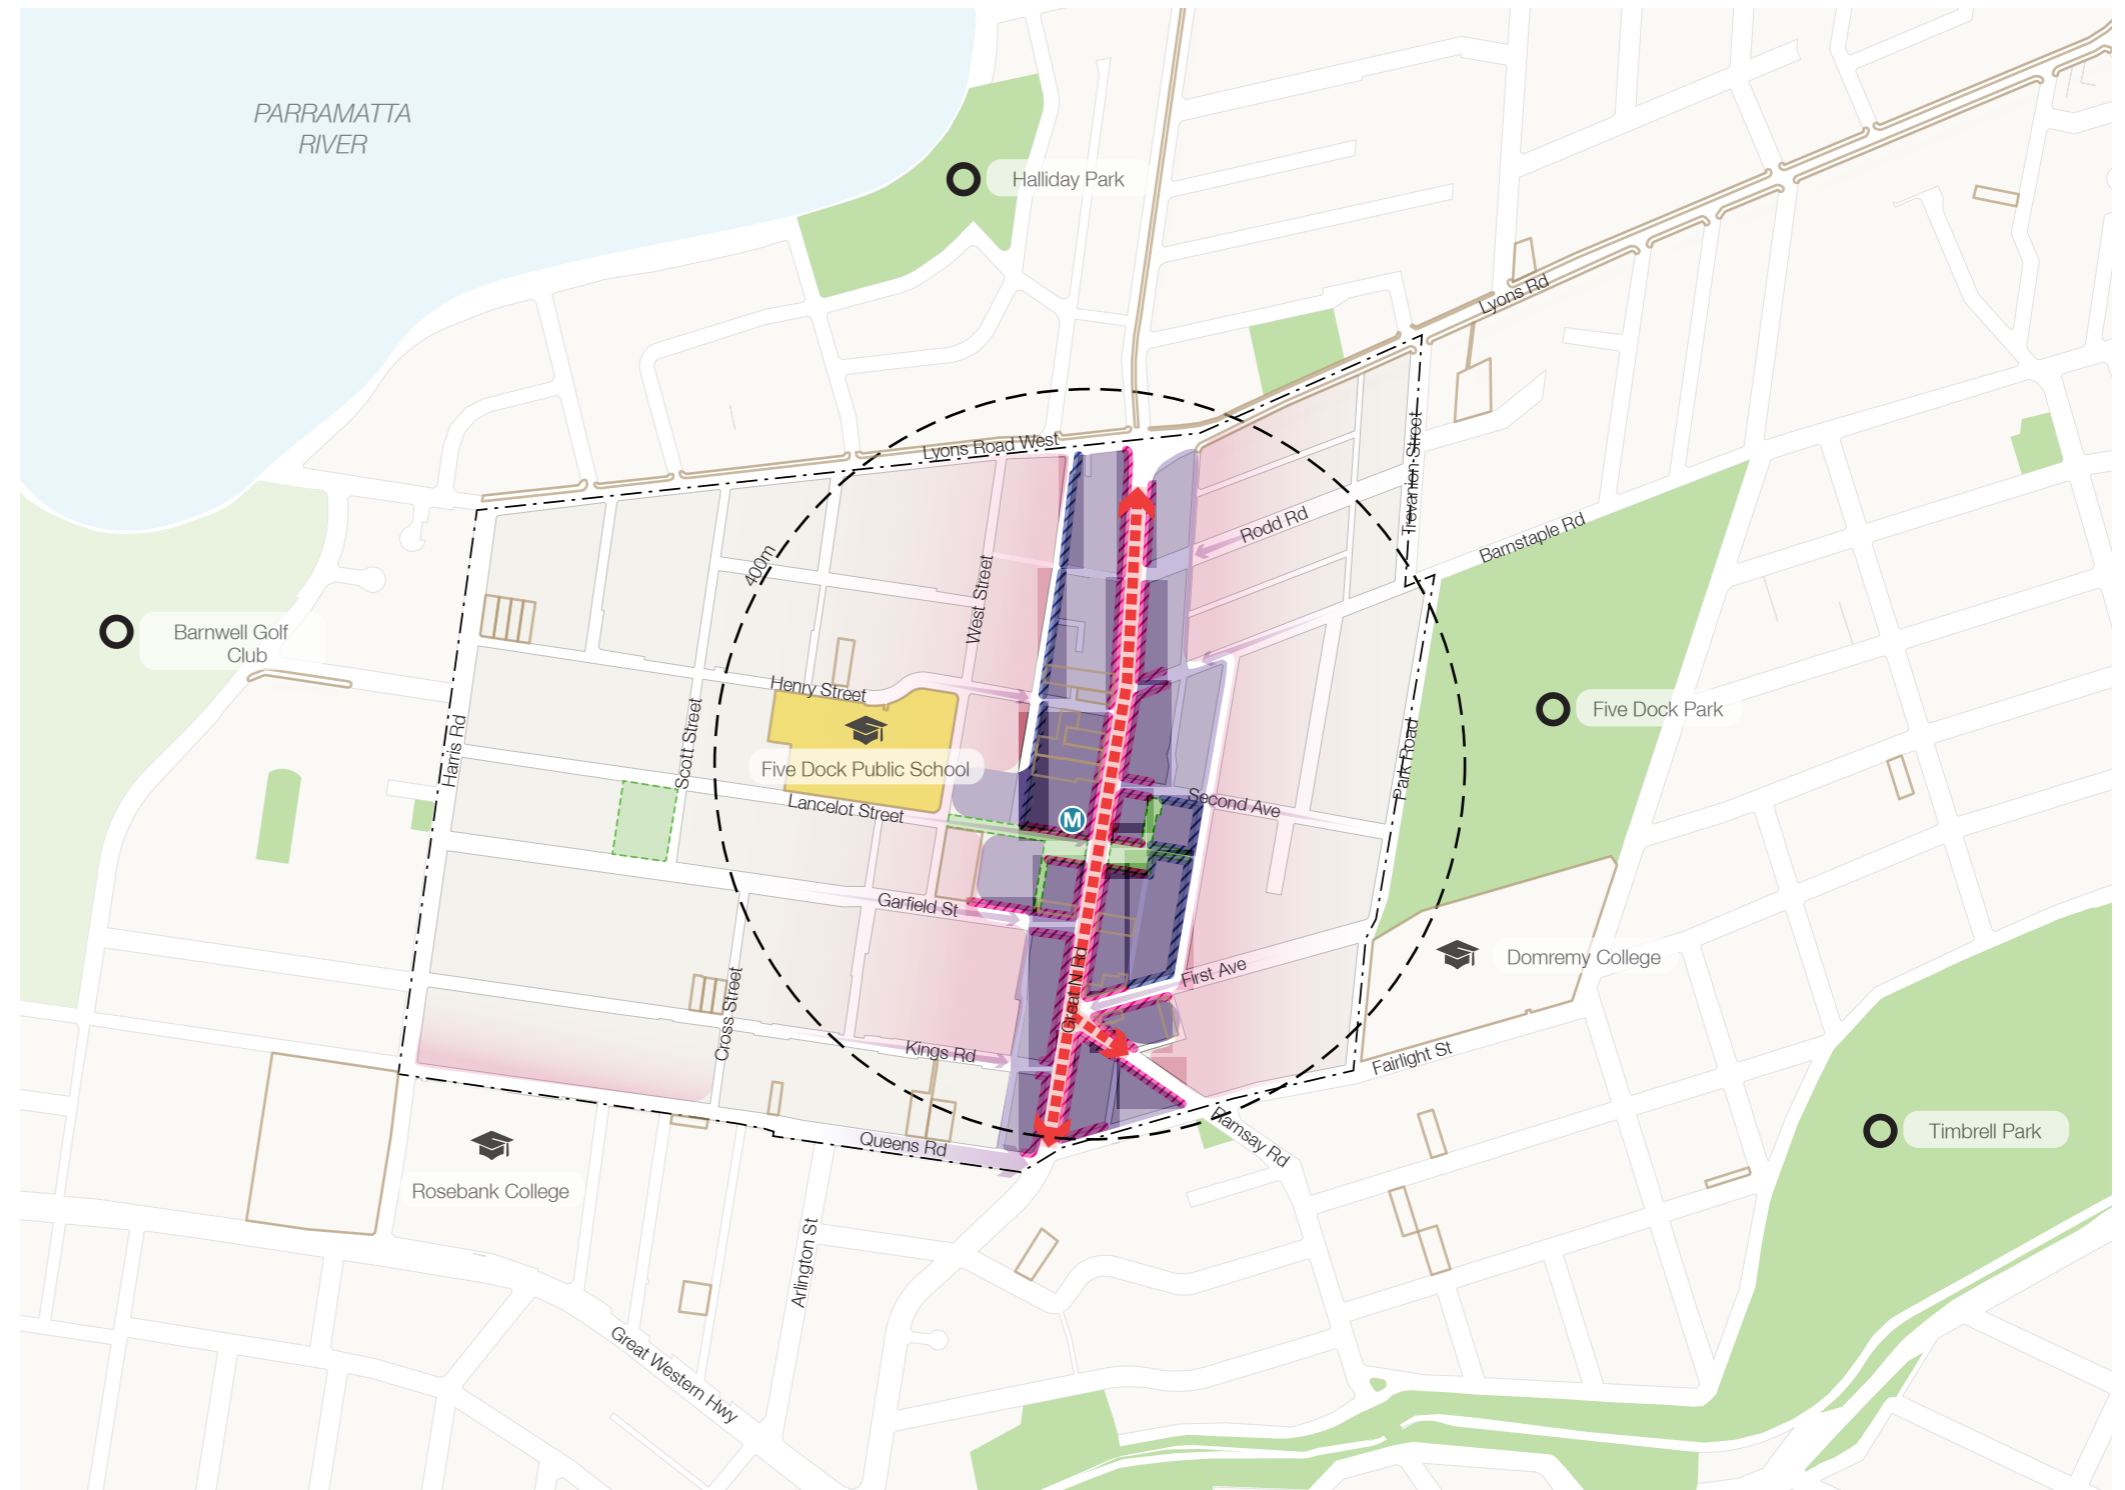 PARRAMATTA
RIVER
Halliday Park
Lyons Rd
Lyons Road West
Trevanion Street
Rodd Rd
Barnstaple Rd
400m
West Street
Barnwell Golf
Club
Henry Street
Five Dock Park
Scott Street
Harris Rd
Park Road
Five Dock Public School
Lancelot Street
M
Second Ave
Garfield St
Domremy College
Great N Rd
First Ave
Cross Street
Kings Rd
Fairlight St
Ramsay Rd
Timbrell Park
Queens Rd
Rosebank College
Arlington St
Great Western Hwy